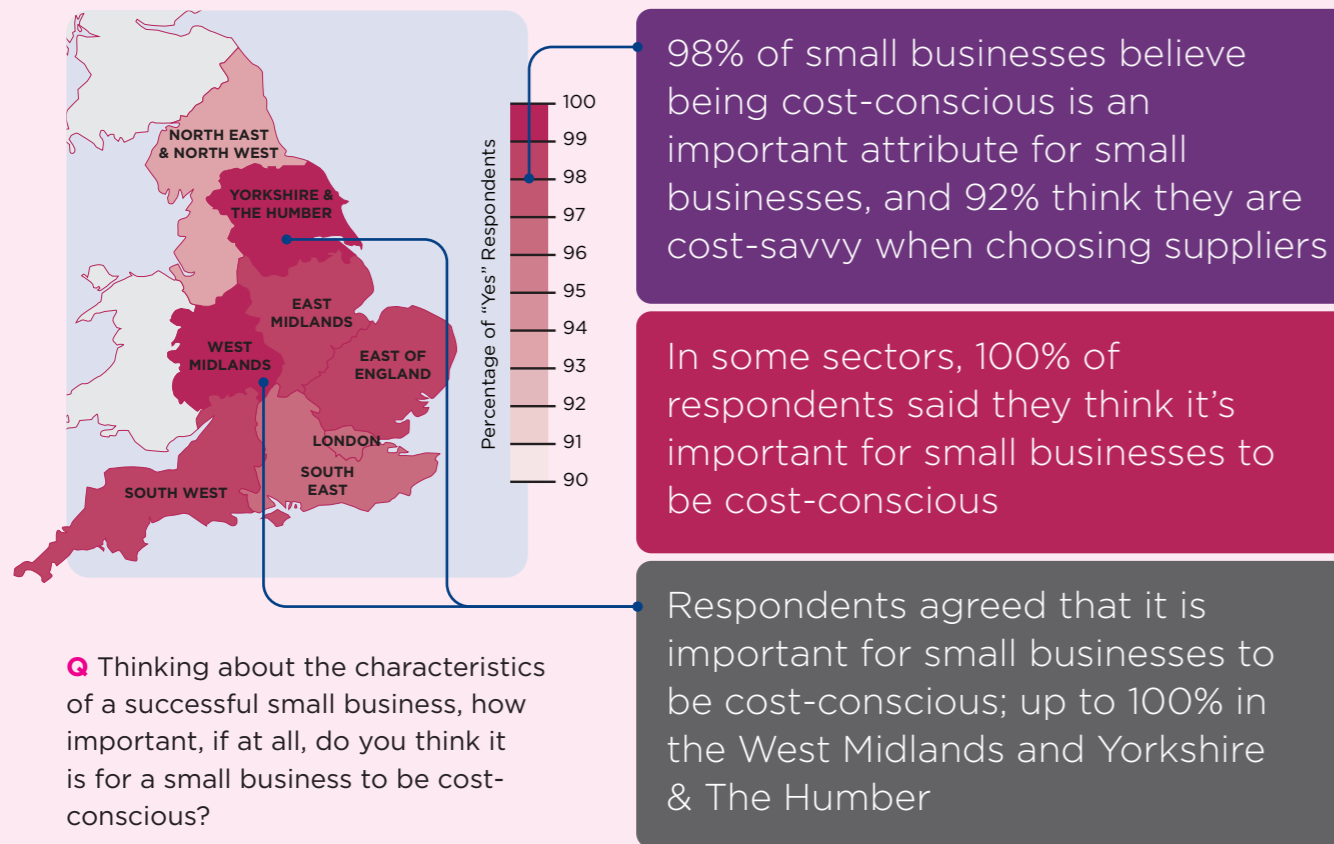 NORTH EAST
& NORTH WEST
YORKSHIRE &
THE HUMBER
EAST
MIDLANDS
WEST
MIDLANDS
EAST OF
ENGLAND
LONDON
SOUTH
EAST
SOUTH WEST
Percentage of “Yes” Respondents
100
99
98
97
96
95
94
93
92
91
90
98% of small businesses believe
being cost-conscious is an
important attribute for small
businesses, and 92% think they are
cost-savvy when choosing suppliers
In some sectors, 100% of
respondents said they think it’s
important for small businesses to
be cost-conscious
Respondents agreed that it is
important for small businesses to
be cost-conscious; up to 100% in
the West Midlands and Yorkshire
& The Humber
Q Thinking about the characteristics
of a successful small business, how
important, if at all, do you think it
is for a small business to be cost-
conscious?